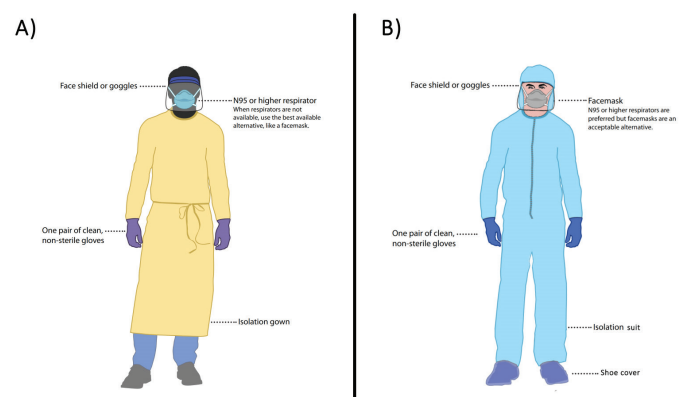 A)
Face shield or goggles
N95 or higher respirator
When respirators are not
available, use the best available
alternative, like a facemask.
One pair of clean,
non-sterile gloves
Isolation gown
B)
Face shield or goggles
Facemask
N95 or higher respirators are
preferred but facemasks are an
acceptable alternative.
One pair of clean,
non-sterile gloves
Isolation suit
Shoe cover